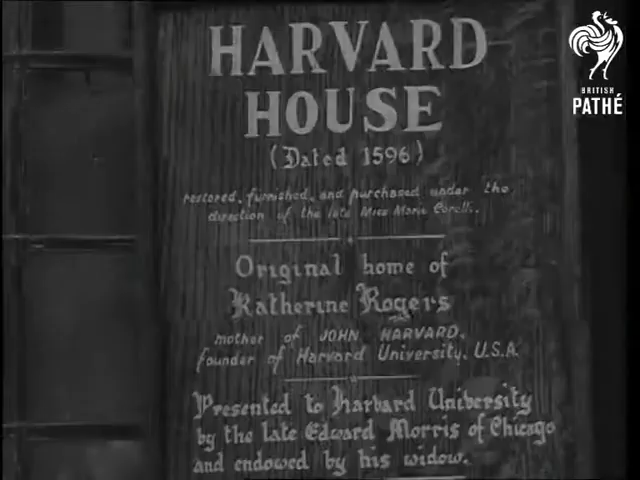 HARVARD
HOUSE
(Dated 1596)
restored, furnished, and purchased under the
direction of the late Miss Marie Corelli.
Original home of
Katherine Rogers
mother of JOHN HARVARD,
founder of Harvard University, U.S.A
Presented to Harvard University
by the late Edward Morris of Chicago
and endowed by his widow.
BRITISH
PATHÉ